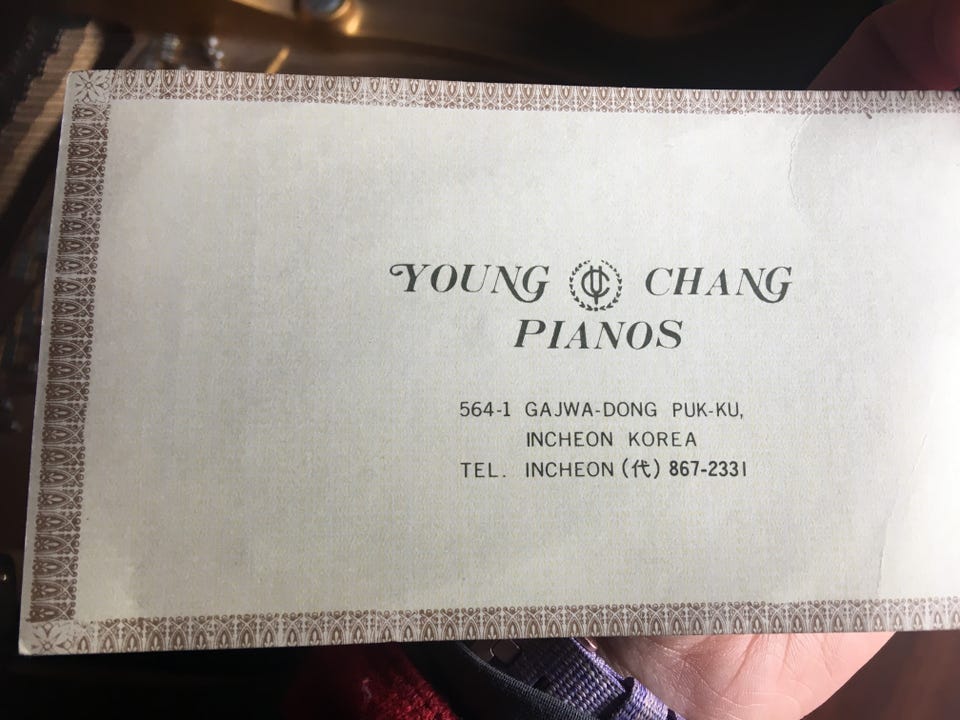 YOUNG CHANG
PIANOS
564-1 GAJWA-DONG PUK-KU,
INCHEON KOREA
TEL. INCHEON (代) 867-2331